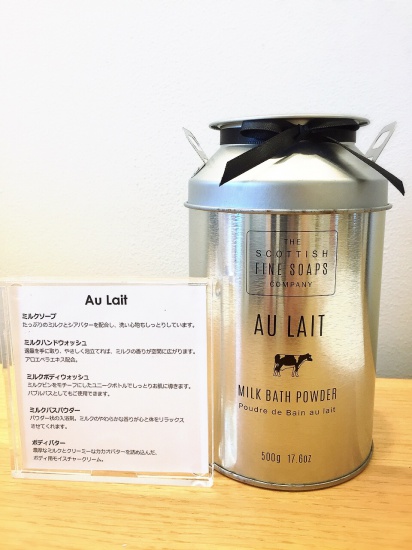 THE
SCOTTISH
FINE SOAPS
COMPANY
AU LAIT
MILK BATH POWDER
Poudre de Bain au lait
500g 17.6oz
Au Lait
ミルクソープ
たっぷりのミルクとシアバターを配合し、洗い心地もしっとりしています。
ミルクハンドウォッシュ
適量を手に取り、やさしく泡立てれば、ミルクの香りが空間に広がります。
アロエベラエキス配合。
ミルクボディウォッシュ
ミルクビンをモチーフにしたユニークボトルでしっとりお肌に導きます。
バブルバスとしてもご使用できます。
ミルクバスパウダー
パウダー状の入浴剤。ミルクのやわらかな香りが心と体をリラックス
させてくれます。
ボディバター
濃厚なミルクとクリーミーなカカオバターを詰め込んだ、
ボディ用モイスチャークリーム。